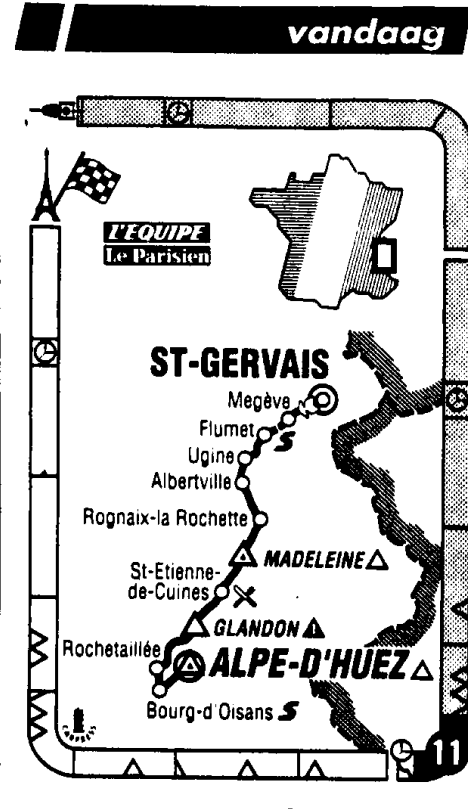 vandaag
L'EQUIPE
Le Parisien
ST-GERVAIS
Megève
Flumet S
Ugine
Albertville
Rognaix-la Rochette
MADELEINE
St-Etienne-
de-Cuines
GLANDON
Rochetaillée
ALPE-D'HUEZ
Bourg-d'Oisans S
11